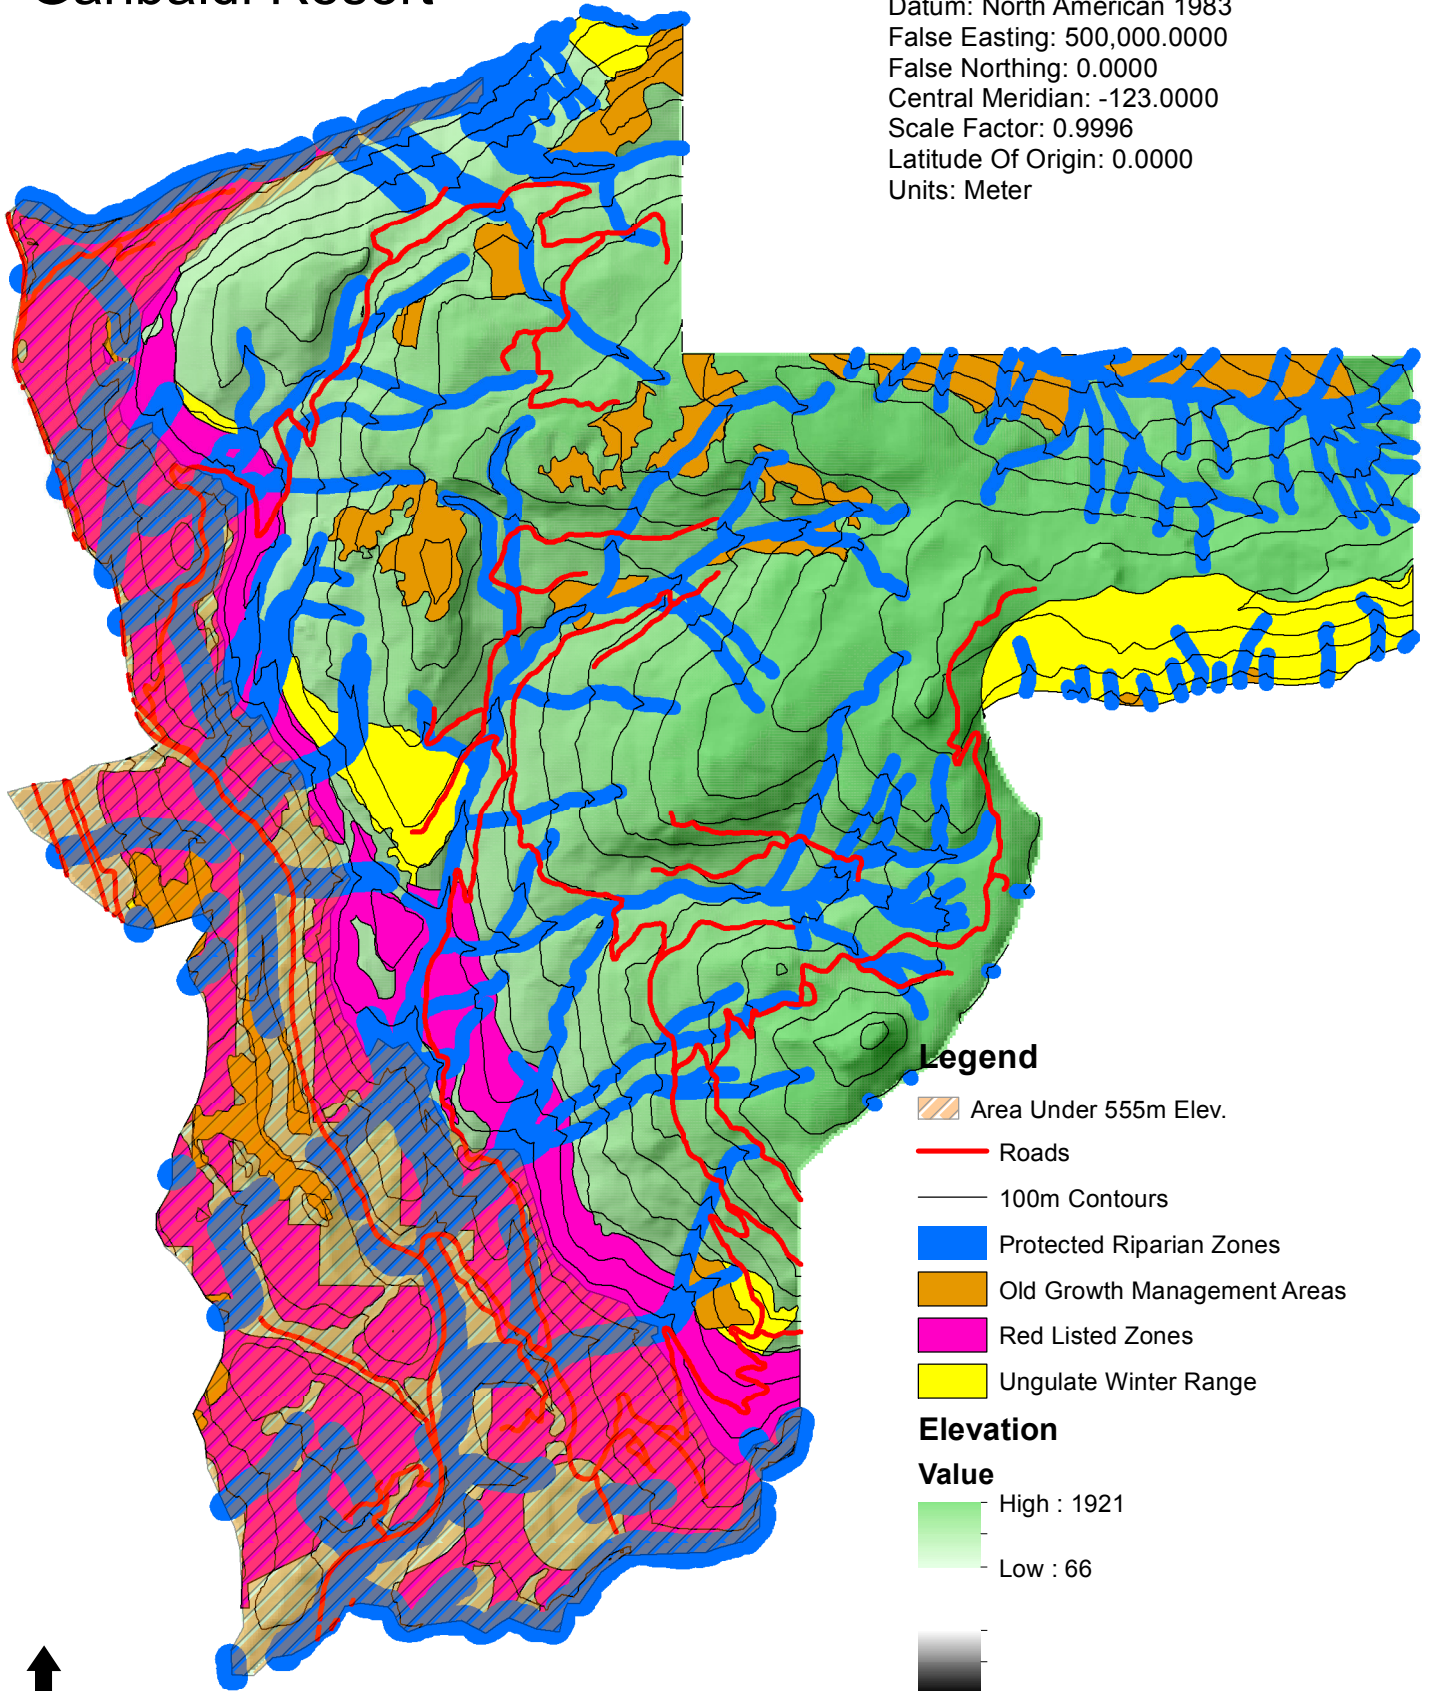 Garibaldi Resort
Datum: North American 1983
False Easting: 500,000.0000
False Northing: 0.0000
Central Meridian: -123.0000
Scale Factor: 0.9996
Latitude Of Origin: 0.0000
Units: Meter
Legend
Area Under 555m Elev.
Roads
100m Contours
Protected Riparian Zones
Old Growth Management Areas
Red Listed Zones
Ungulate Winter Range
Elevation
Value
High : 1921
Low : 66